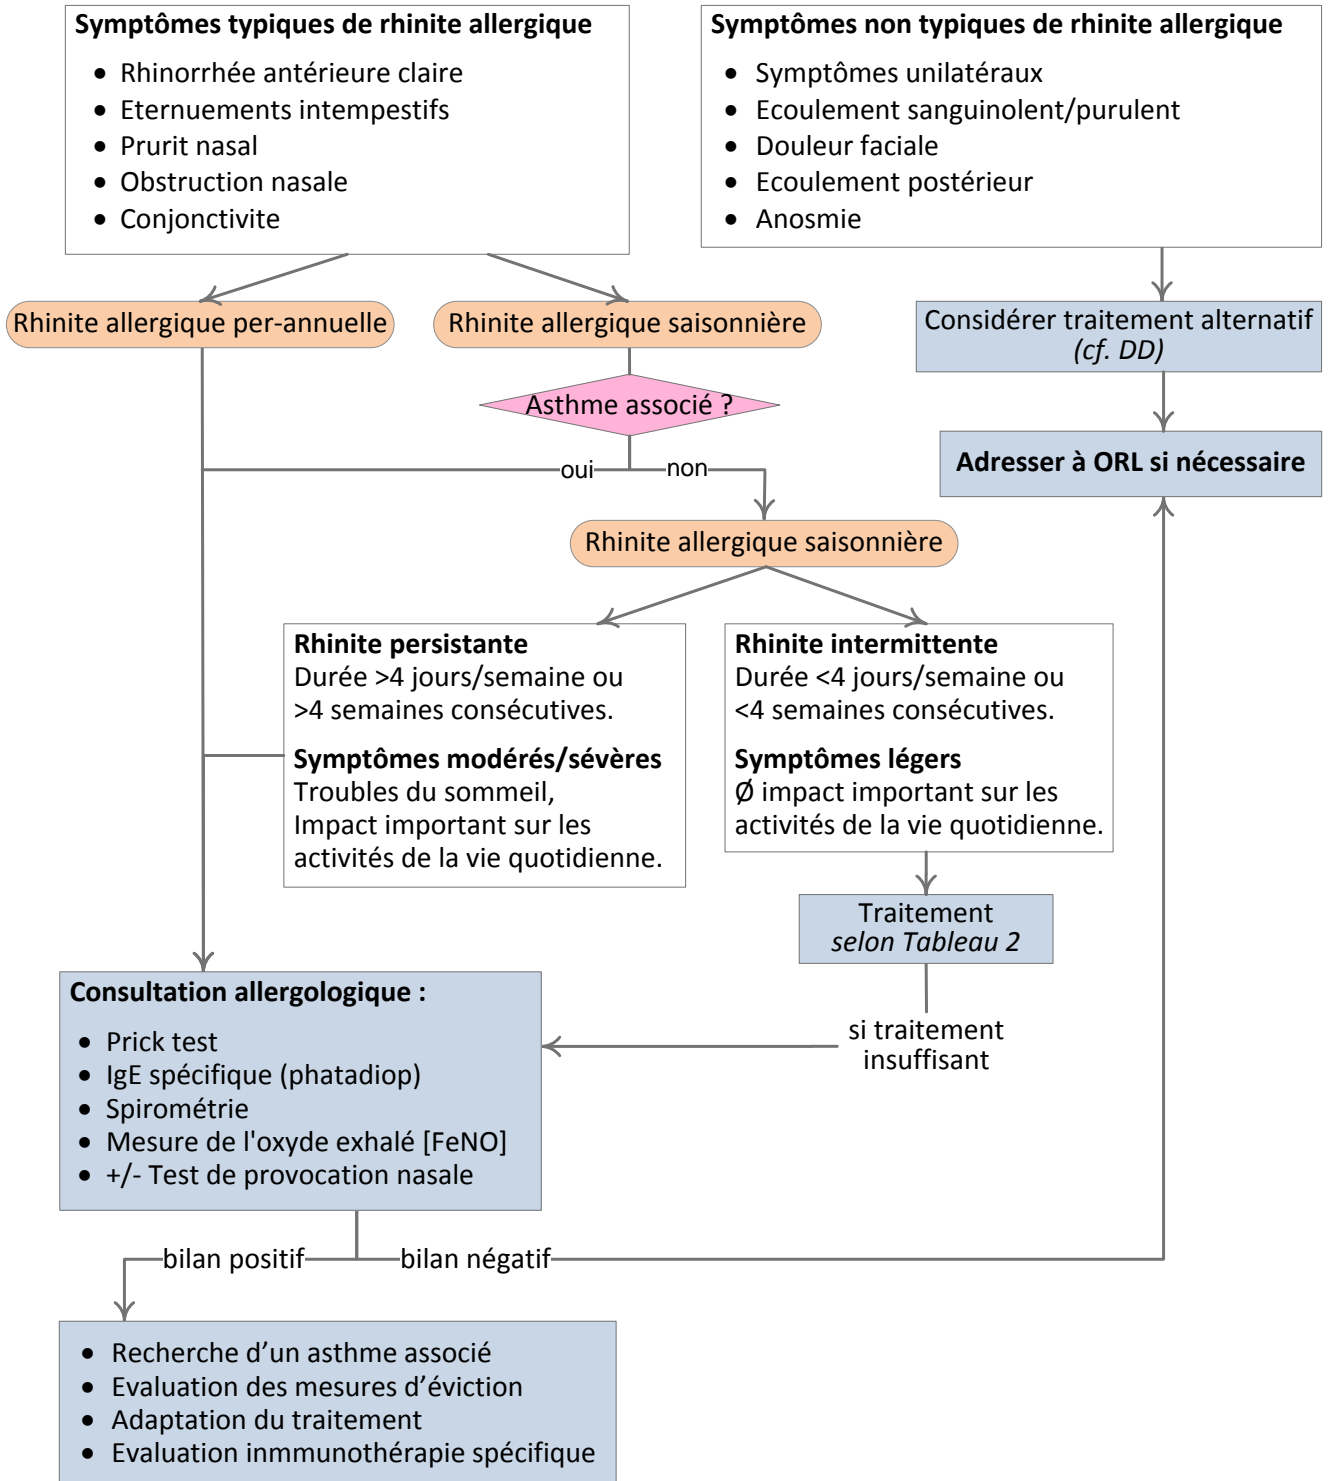 Symptômes typiques de rhinite allergique
• Rhinorrhée antérieure claire
• Eternuements intempestifs
• Prurit nasal
• Obstruction nasale
• Conjonctivite
Symptômes non typiques de rhinite allergique
• Symptômes unilatéraux
• Ecoulement sanguinolent/purulent
• Douleur faciale
• Ecoulement postérieur
• Anosmie
Rhinite allergique per-annuelle
Rhinite allergique saisonnière
Considérer traitement alternatif
(cf. DD)
Asthme associé ?
Adresser à ORL si nécessaire
oui
non
Rhinite allergique saisonnière
Rhinite persistante
Durée >4 jours/semaine ou
>4 semaines consécutives.
Symptômes modérés/sévères
Troubles du sommeil,
Impact important sur les
activités de la vie quotidienne.
Rhinite intermittente
Durée <4 jours/semaine ou
<4 semaines consécutives.
Symptômes légers
Ø impact important sur les
activités de la vie quotidienne.
Traitement
selon Tableau 2
si traitement
insuffisant
Consultation allergologique :
• Prick test
• IgE spécifique (phatadiop)
• Spirométrie
• Mesure de l'oxyde exhalé [FeNO]
• +/- Test de provocation nasale
bilan positif
bilan négatif
• Recherche d’un asthme associé
• Evaluation des mesures d’éviction
• Adaptation du traitement
• Evaluation inmmunothérapie spécifique